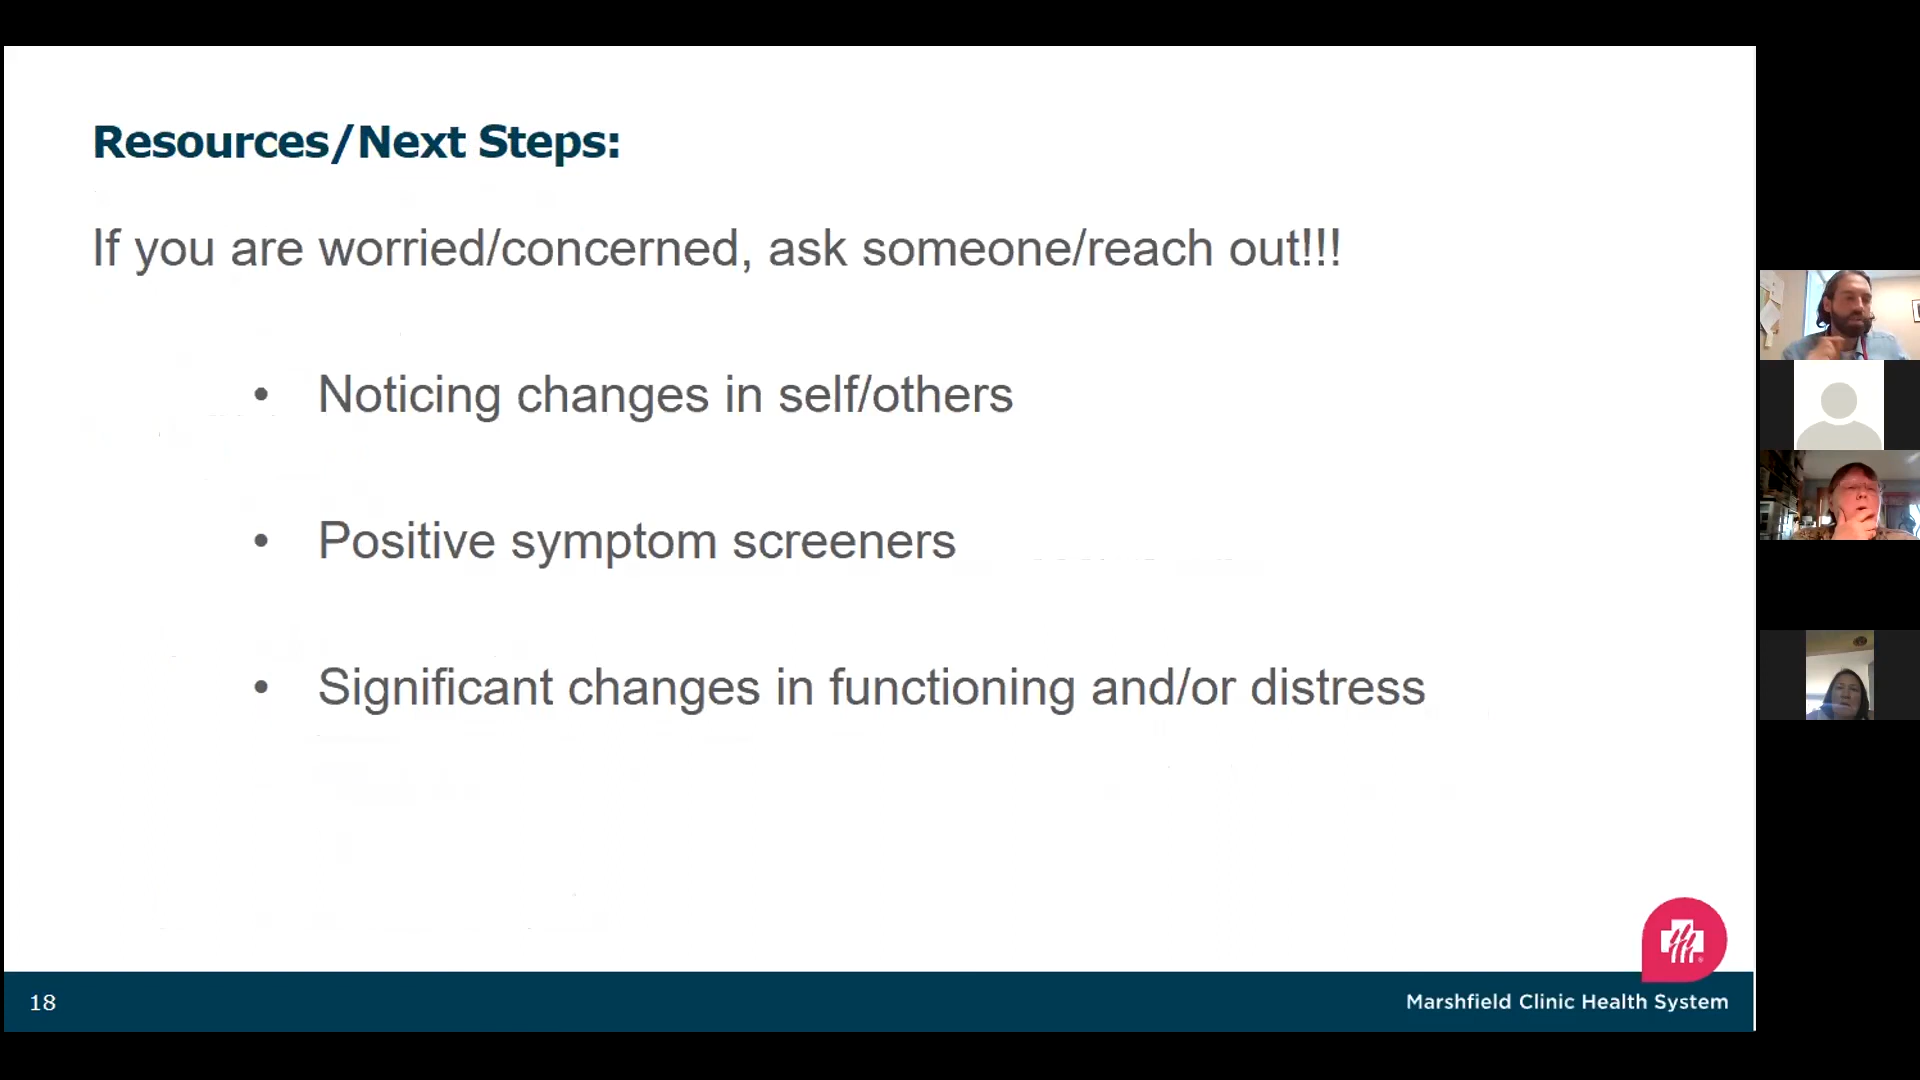 Resources/Next Steps:
If you are worried/concerned, ask someone/reach out!!!
• Noticing changes in self/others
• Positive symptom screeners
• Significant changes in functioning and/or distress
18
Marshfield Clinic Health System